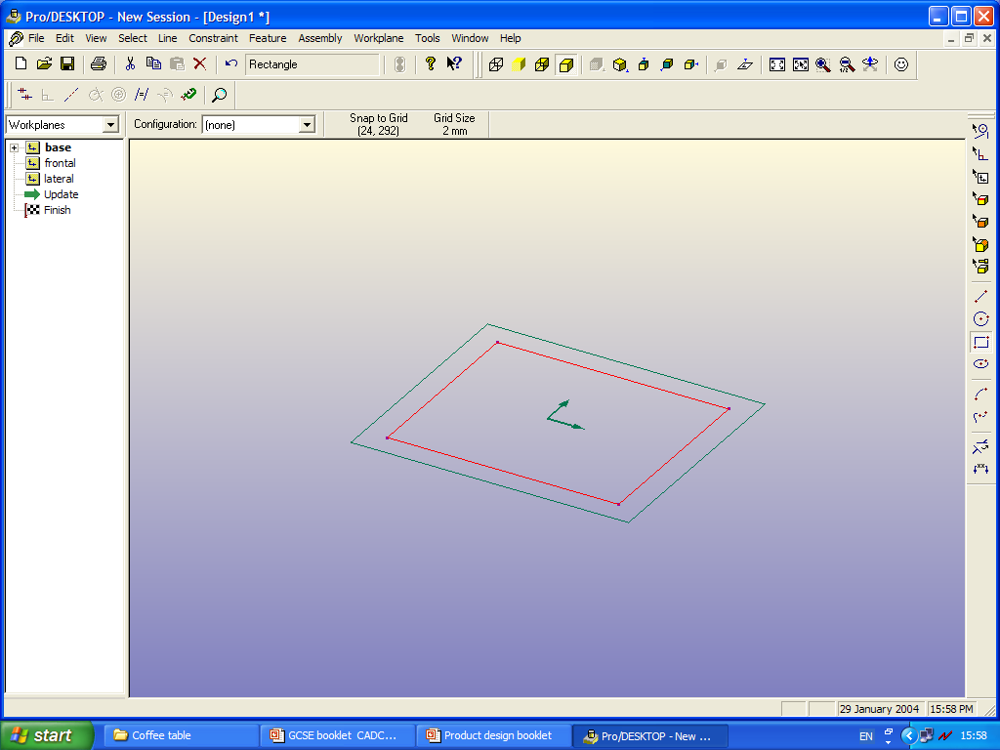 Pro/DESKTOP - New Session - [Design1 *]
File Edit View Select Line Constraint Feature Assembly Workplane Tools Window Help
Rectangle
Workplanes
Configuration: (none)
Snap to Grid
(24, 292)
Grid Size
2 mm
base
frontal
lateral
Update
Finish
29 January 2004 15:58 PM
start
Coffee table
GCSE booklet CADC...
Product design booklet
Pro/DESKTOP - New ...
EN
15:58